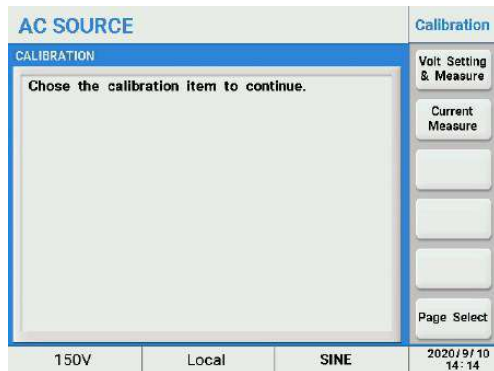 AC SOURCE
Calibration
CALIBRATION
Chose the calibration item to continue.
Volt Setting
& Measure
Current
Measure
Page Select
150V
Local
SINE
2020/9/10
14:14